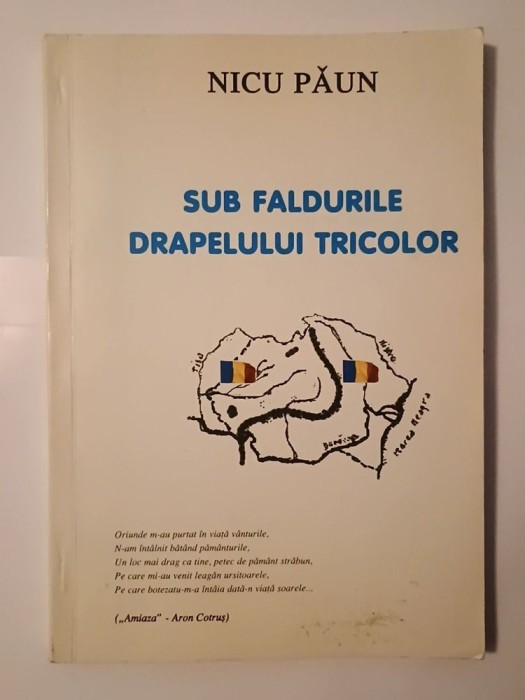 NICU PĂUN
SUB FALDURILE
DRAPELULUI TRICOLOR
Tisa
Nistro
Dunărea
Marea Neagră
Oriunde m-au purtat în viață vânturile,
N-am întâlnit bătând pământurile,
Un loc mai drag ca tine, petec de pământ străbun,
Pe care mi-au venit leagăn ursitoarele,
Pe care botezatu-m-a întâia dată-n viață soarele...
(„Amiaza" - Aron Cotruș)